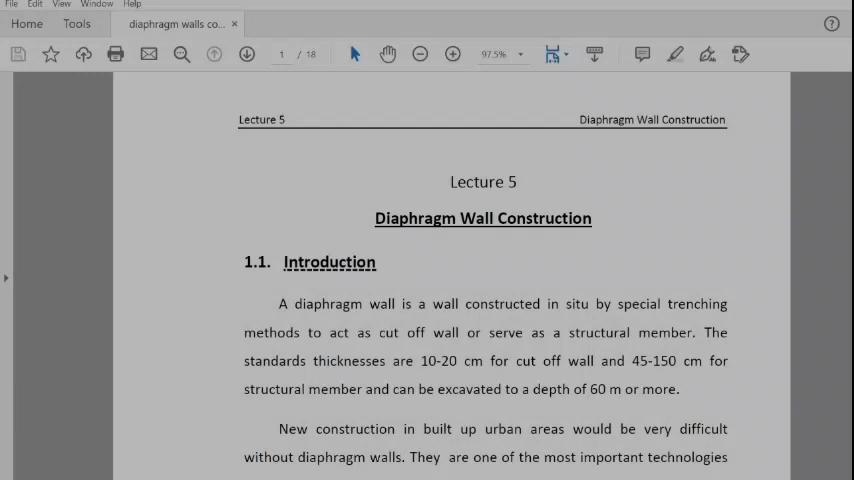 File Edit View Window Help
Home Tools diaphragm walls co... ×
1 / 18 97.5%
Lecture 5 Diaphragm Wall Construction
Lecture 5
Diaphragm Wall Construction
1.1. Introduction
A diaphragm wall is a wall constructed in situ by special trenching
methods to act as cut off wall or serve as a structural member. The
standards thicknesses are 10-20 cm for cut off wall and 45-150 cm for
structural member and can be excavated to a depth of 60 m or more.
New construction in built up urban areas would be very difficult
without diaphragm walls. They are one of the most important technologies